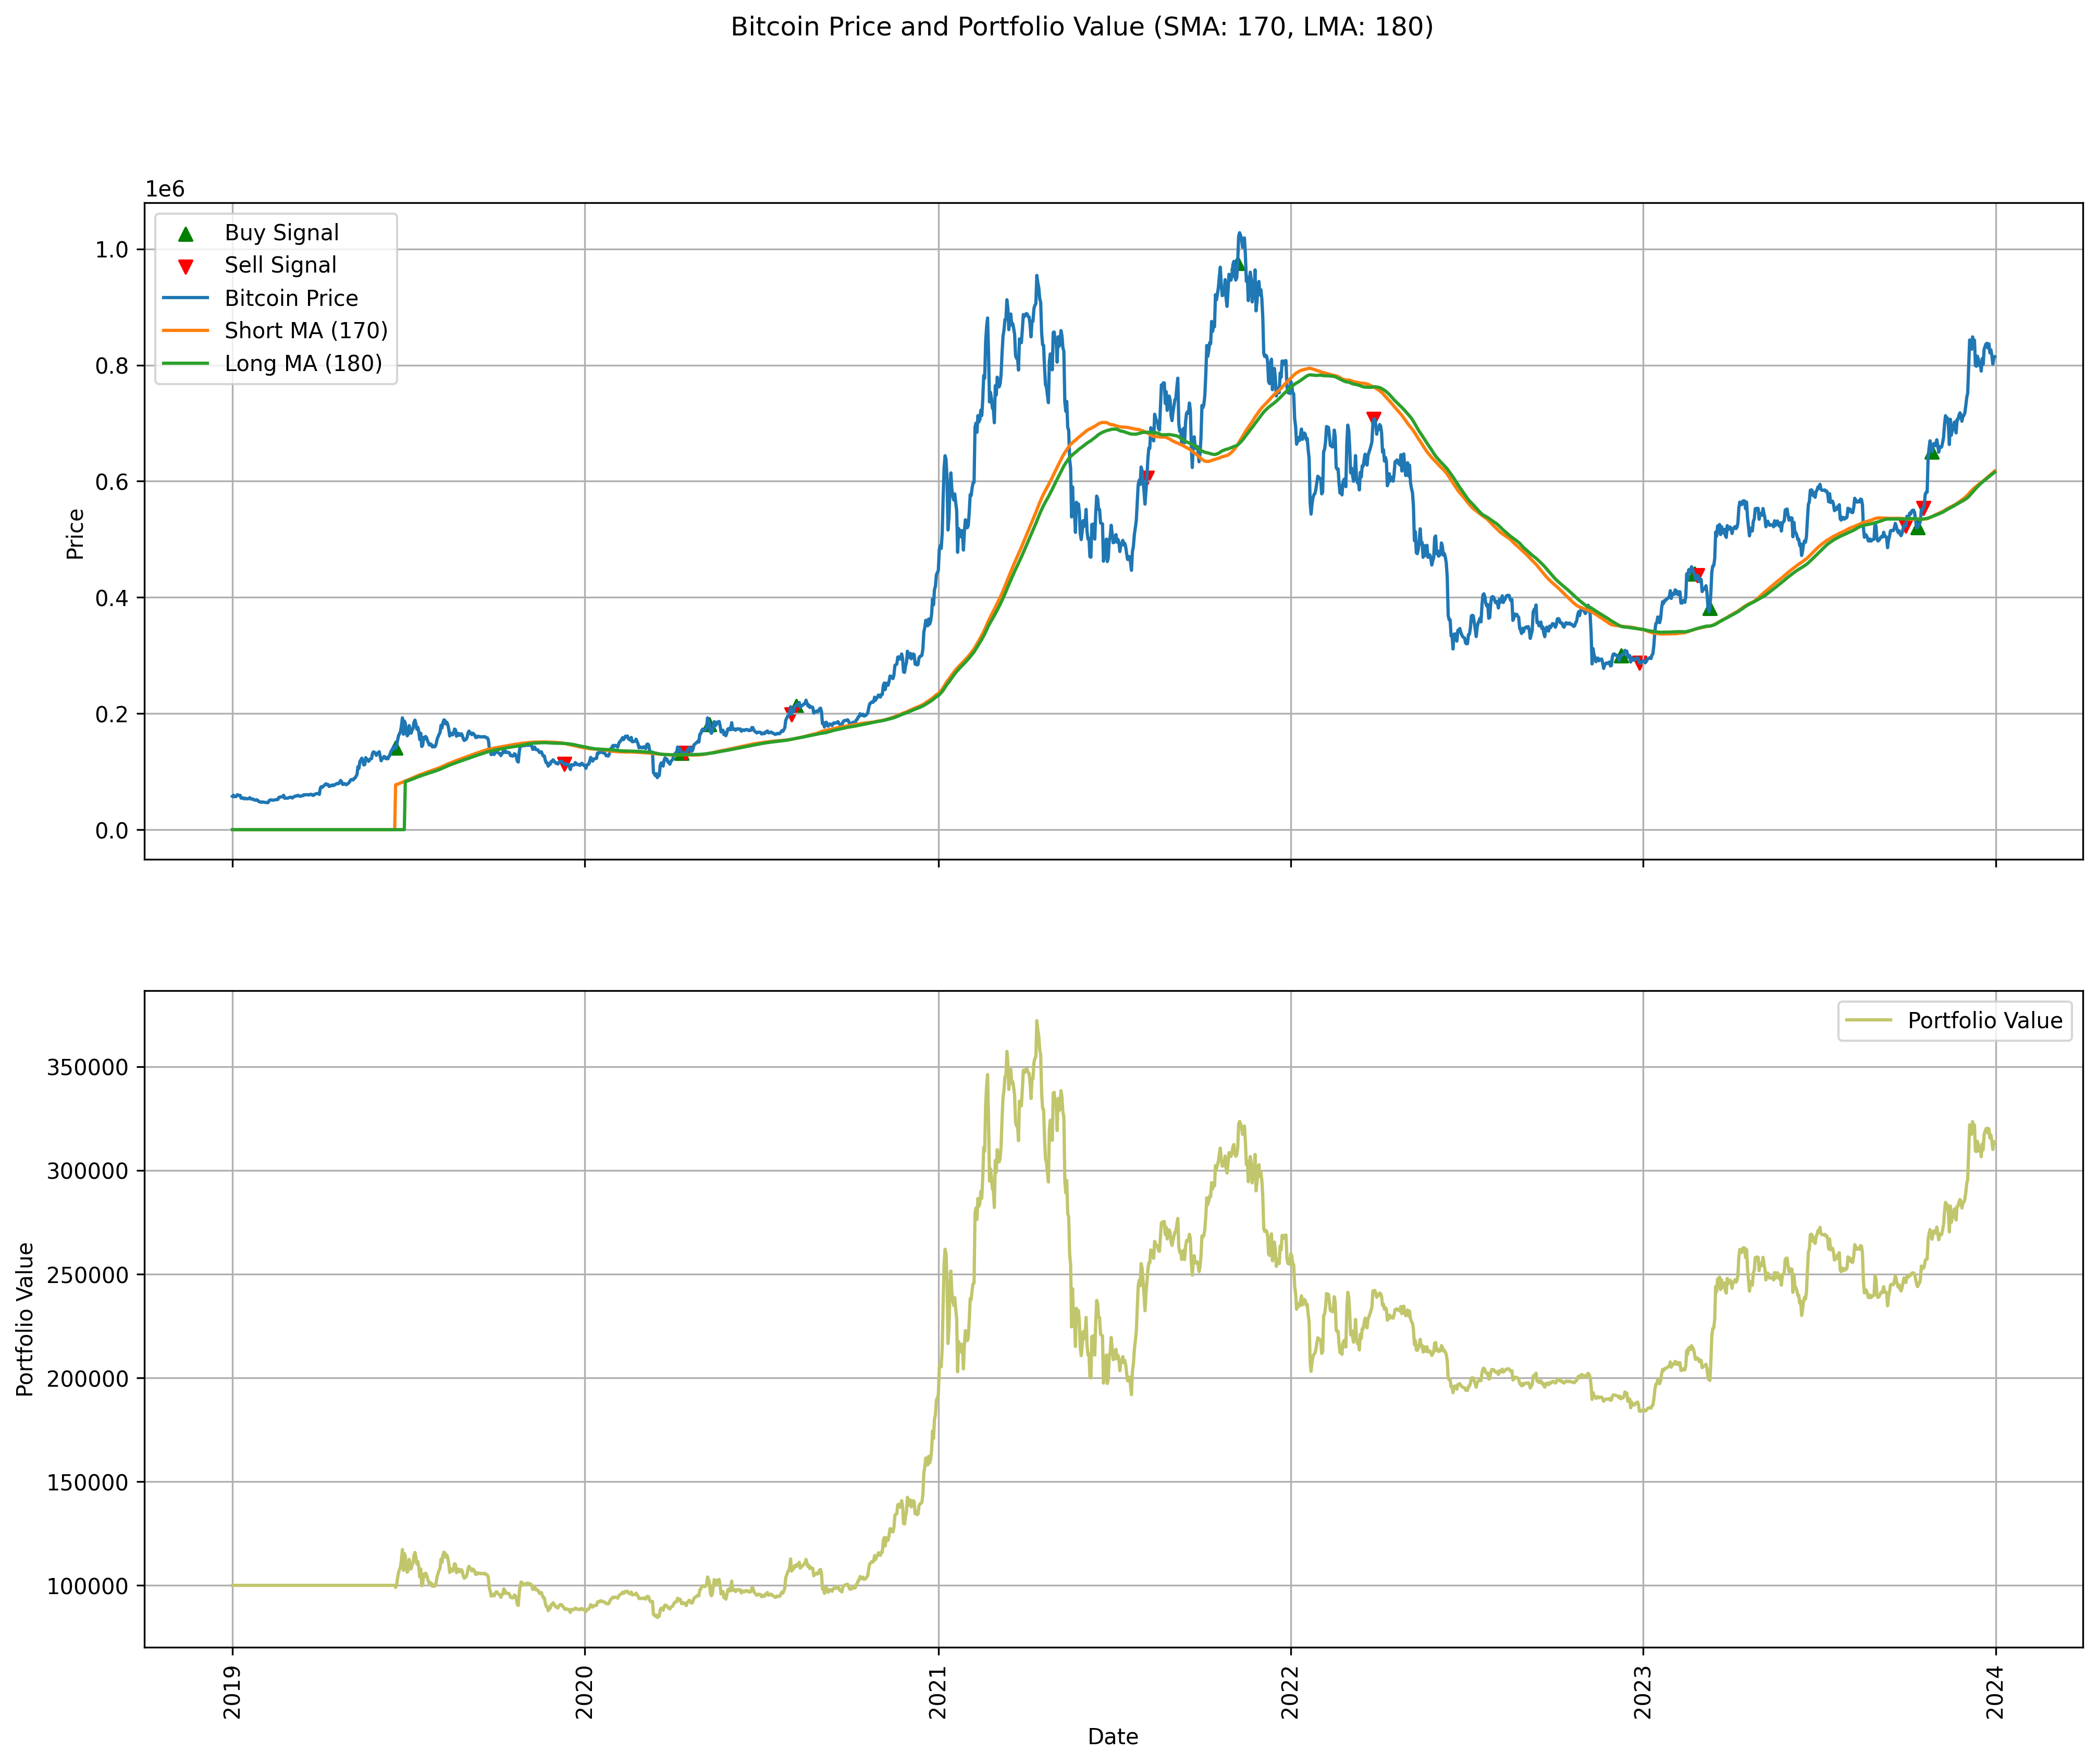 Bitcoin Price and Portfolio Value (SMA: 170, LMA: 180)
1e6
Buy Signal
Sell Signal
Bitcoin Price
Short MA (170)
Long MA (180)
1.0
0.8
0.6
0.4
0.2
0.0
Price
Portfolio Value
350000
300000
250000
200000
150000
100000
Portfolio Value
2019
2020
2021
2022
2023
2024
Date